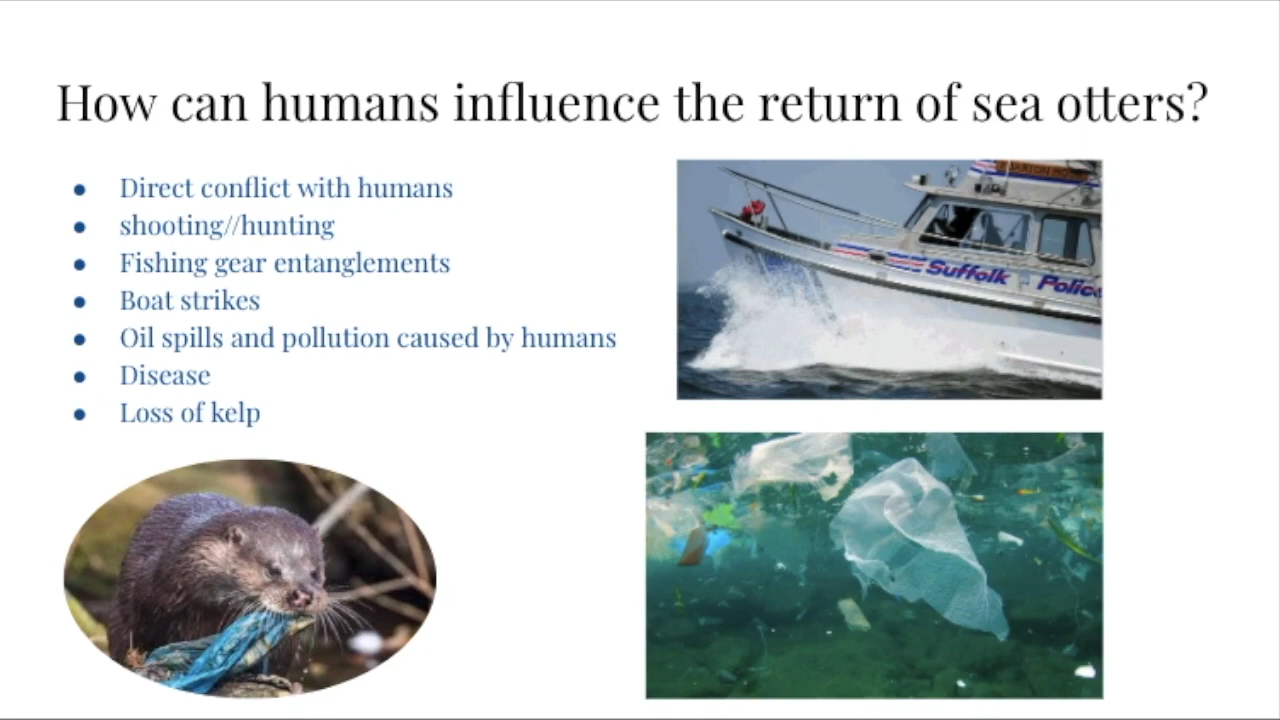 How can humans influence the return of sea otters?
● Direct conflict with humans
● shooting//hunting
● Fishing gear entanglements
● Boat strikes
● Oil spills and pollution caused by humans
● Disease
● Loss of kelp
Suffolk Police